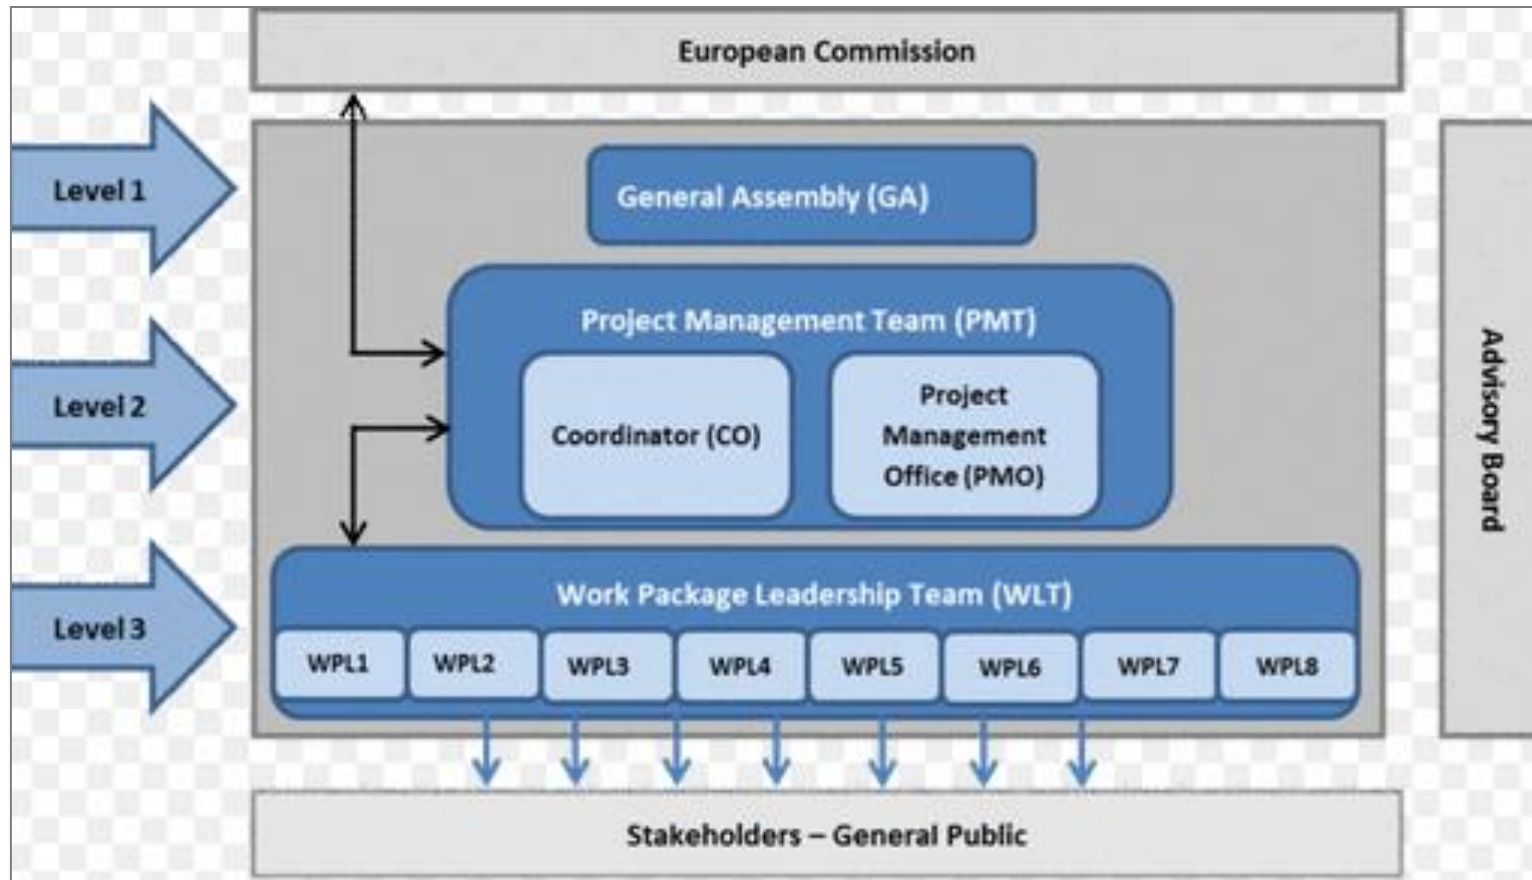 European Commission
Level 1
General Assembly (GA)
Level 2
Project Management Team (PMT)
Coordinator (CO)
Project
Management
Office (PMO)
Level 3
Work Package Leadership Team (WLT)
WPL1
WPL2
WPL3
WPL4
WPL5
WPL6
WPL7
WPL8
Stakeholders – General Public
Advisory Board